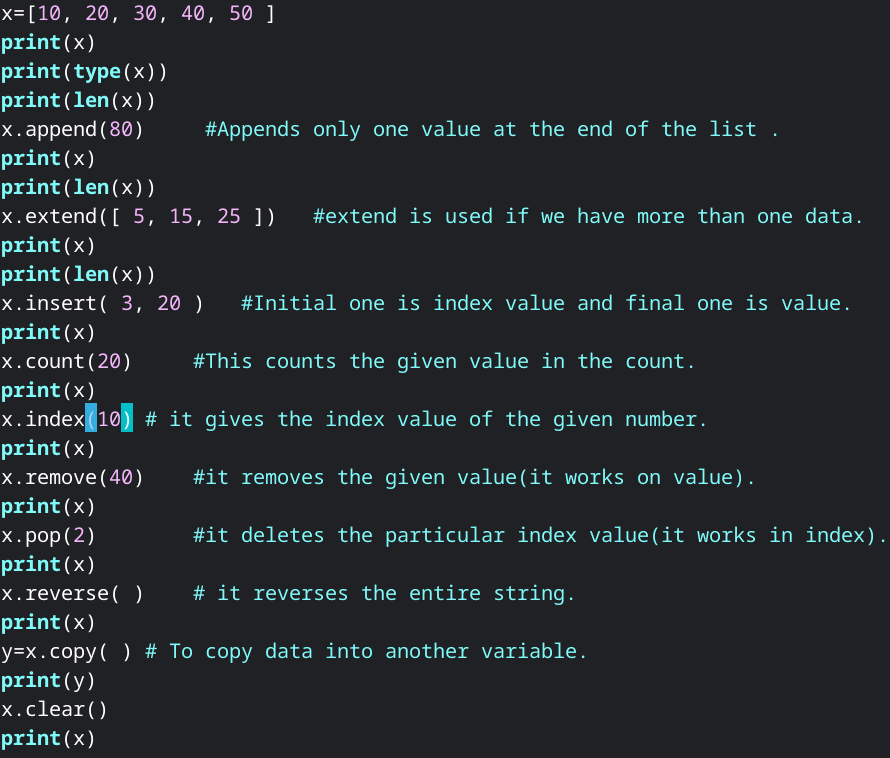 x=[10, 20, 30, 40, 50 ]
print(x)
print(type(x))
print(len(x))
x.append(80)     #Appends only one value at the end of the list .
print(x)
print(len(x))
x.extend([ 5, 15, 25 ])   #extend is used if we have more than one data.
print(x)
print(len(x))
x.insert( 3, 20 )   #Initial one is index value and final one is value.
print(x)
x.count(20)     #This counts the given value in the count.
print(x)
x.index(10) # it gives the index value of the given number.
print(x)
x.remove(40)    #it removes the given value(it works on value).
print(x)
x.pop(2)        #it deletes the particular index value(it works in index).
print(x)
x.reverse( )    # it reverses the entire string.
print(x)
y=x.copy( ) # To copy data into another variable.
print(y)
x.clear()
print(x)